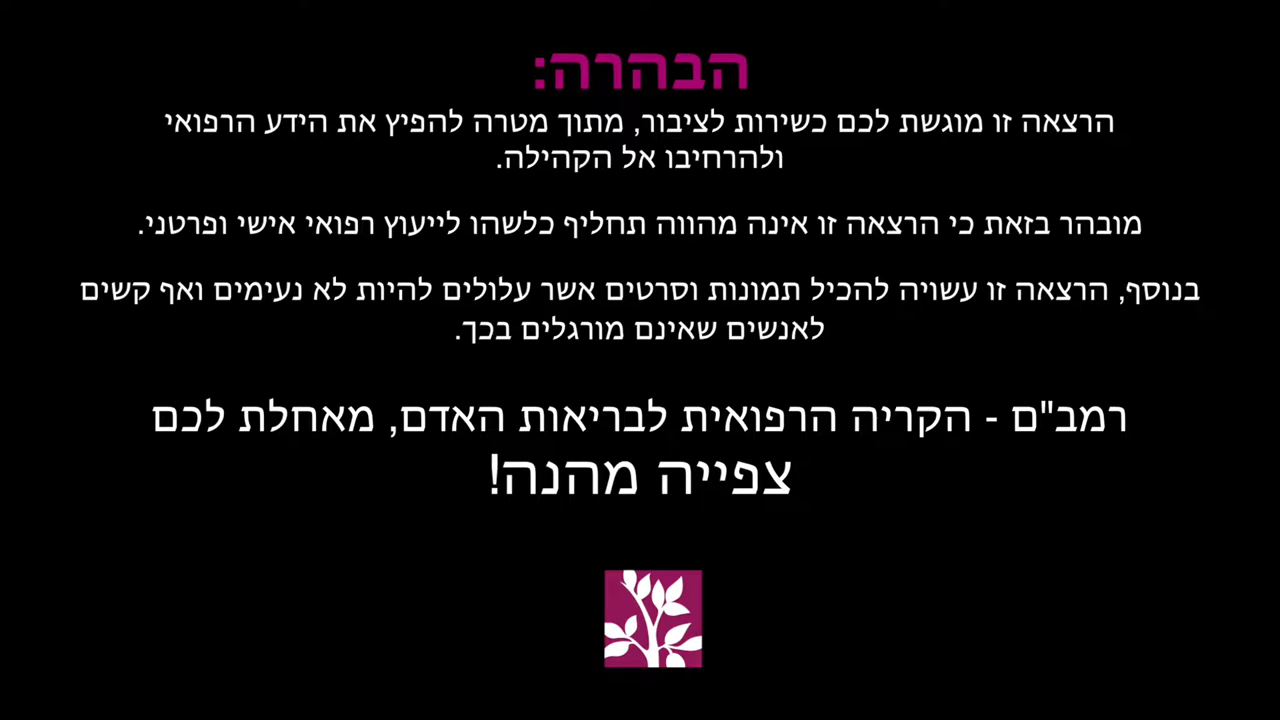 הבהרה:
הרצאה זו מוגשת לכם כשירות לציבור, מתוך מטרה להפיץ את הידע הרפואי
ולהרחיבו אל הקהילה.
מובהר בזאת כי הרצאה זו אינה מהווה תחליף כלשהו לייעוץ רפואי אישי ופרטני.
בנוסף, הרצאה זו עשויה להכיל תמונות וסרטים אשר עלולים להיות לא נעימים ואף קשים
לאנשים שאינם מורגלים בכך.
רמב"ם - הקריה הרפואית לבריאות האדם, מאחלת לכם
צפייה מהנה!